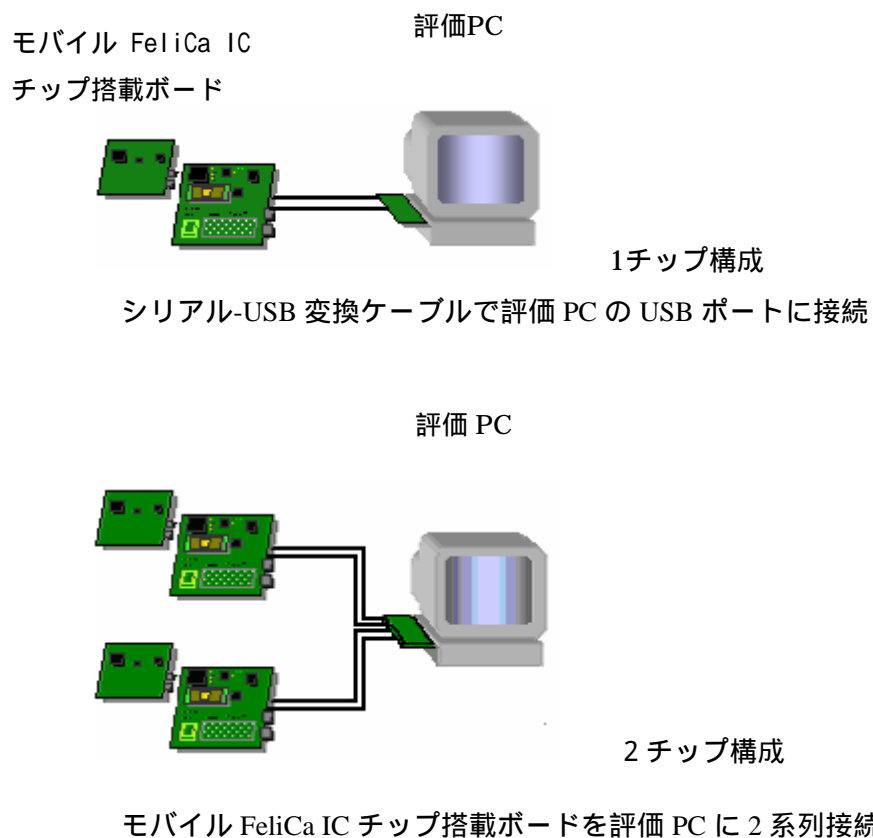 評価PC
モバイル FeliCa IC
チップ搭載ボード
1チップ構成
シリアル-USB 変換ケーブルで評価 PC の USB ポートに接続
評価 PC
２チップ構成
モバイル FeliCa IC チップ搭載ボードを評価 PC に 2 系列接続